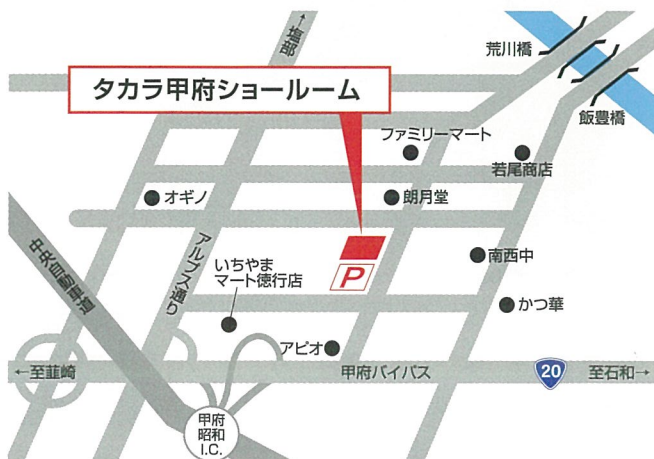 ←塩部
荒川橋
タカラ甲府ショールーム
飯豊橋
ファミリーマート
若尾商店
オギノ
朗月堂
中央自動車道
アルプス通り
いちやま
マート徳行店
P
南西中
かつ華
アピオ
←至韮崎
甲府バイパス
20
至石和→
甲府
昭和
I.C.